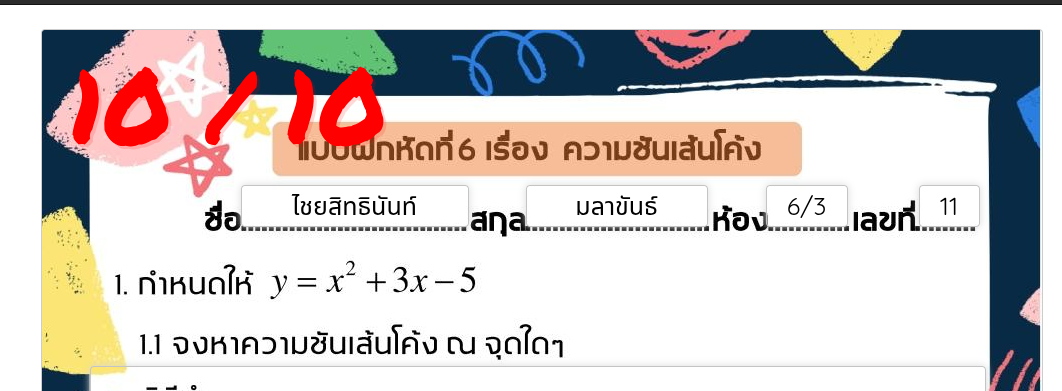 10 / 10
แบบฝึกหัดที่ 6 เรื่อง ความชันเส้นโค้ง
ชื่อ ไชยสิทธินันท์ สกุล มลาขันธ์ ห้อง 6/3 เลขที่ 11
1. กำหนดให้ y = x² + 3x − 5
1.1 จงหาความชันเส้นโค้ง ณ จุดใดๆ